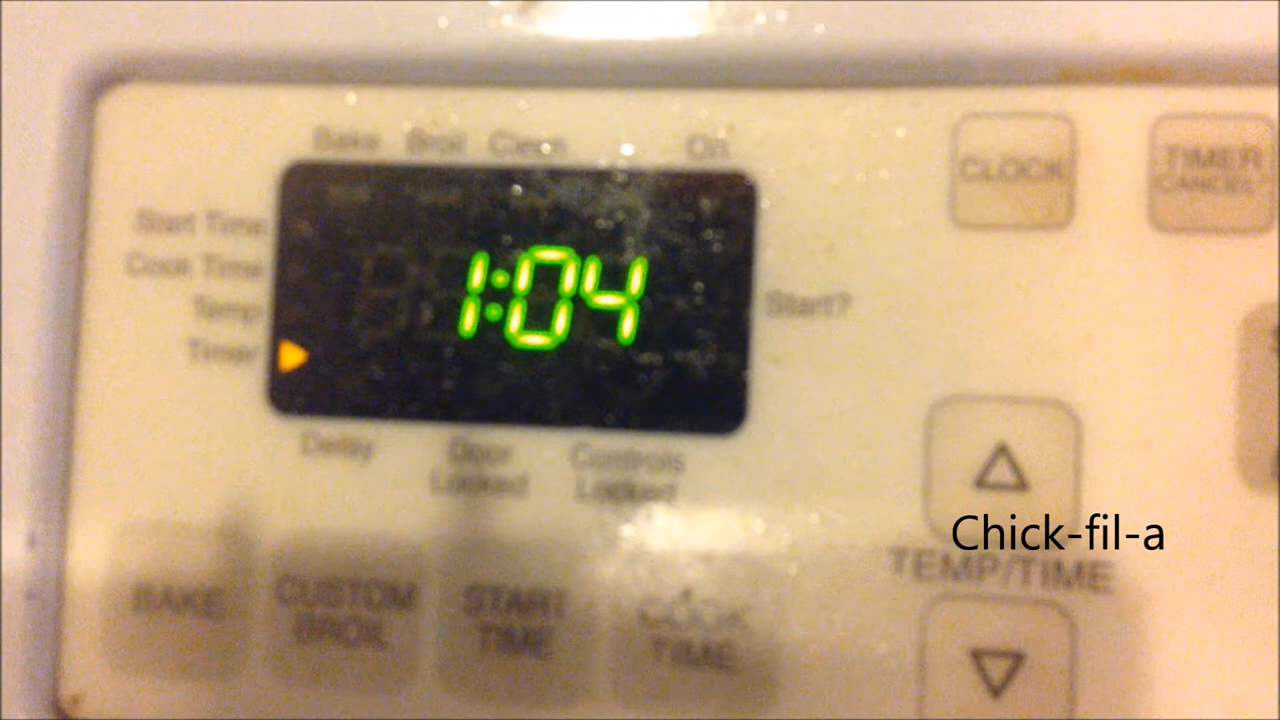 Bake Broil Clean On
CLOCK
TIMER
CANCEL
Start Time
Cook Time
Temp
Timer
1:04
Start?
Delay
Door
Locked
Controls
Locked
Chick-fil-a
TEMP/TIME
BAKE
CUSTOM
BROIL
START
TIME
COOK
TIME